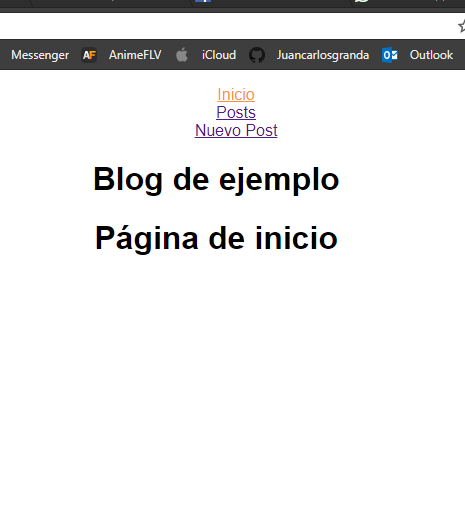 Messenger AF AnimeFLV iCloud Juancarlosgranda Outlook
Inicio
Posts
Nuevo Post
Blog de ejemplo
Página de inicio